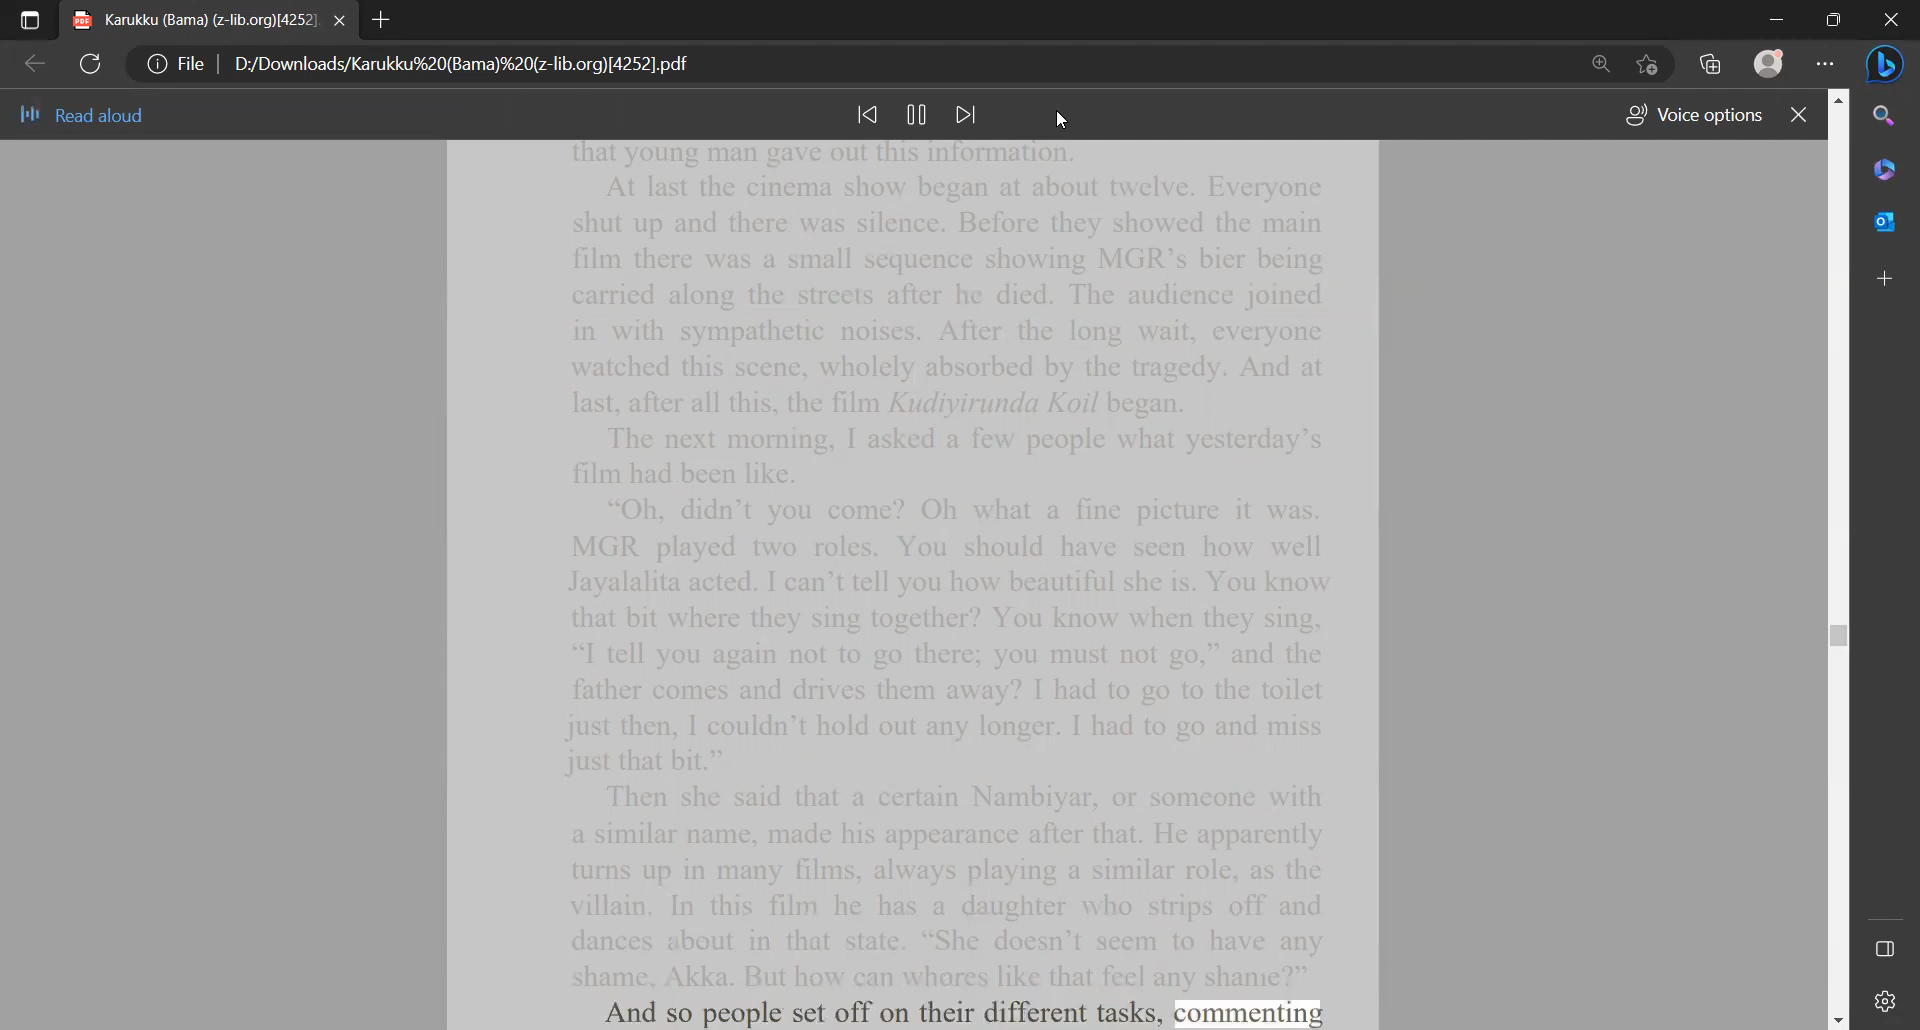 Karukku (Bama) (z-lib.org)[4252].
File
D:/Downloads/Karukku%20(Bama)%20(z-lib.org)[4252].pdf
Read aloud
Voice options
that young man gave out this information.
At last the cinema show began at about twelve. Everyone
shut up and there was silence. Before they showed the main
film there was a small sequence showing MGR’s bier being
carried along the streets after he died. The audience joined
in with sympathetic noises. After the long wait, everyone
watched this scene, wholely absorbed by the tragedy. And at
last, after all this, the film Kudiyirunda Koil began.
The next morning, I asked a few people what yesterday’s
film had been like.
“Oh, didn’t you come? Oh what a fine picture it was.
MGR played two roles. You should have seen how well
Jayalalita acted. I can’t tell you how beautiful she is. You know
that bit where they sing together? You know when they sing,
“I tell you again not to go there; you must not go,” and the
father comes and drives them away? I had to go to the toilet
just then, I couldn’t hold out any longer. I had to go and miss
just that bit.”
Then she said that a certain Nambiyar, or someone with
a similar name, made his appearance after that. He apparently
turns up in many films, always playing a similar role, as the
villain. In this film he has a daughter who strips off and
dances about in that state. “She doesn’t seem to have any
shame, Akka. But how can whores like that feel any shame?”
And so people set off on their different tasks, commenting